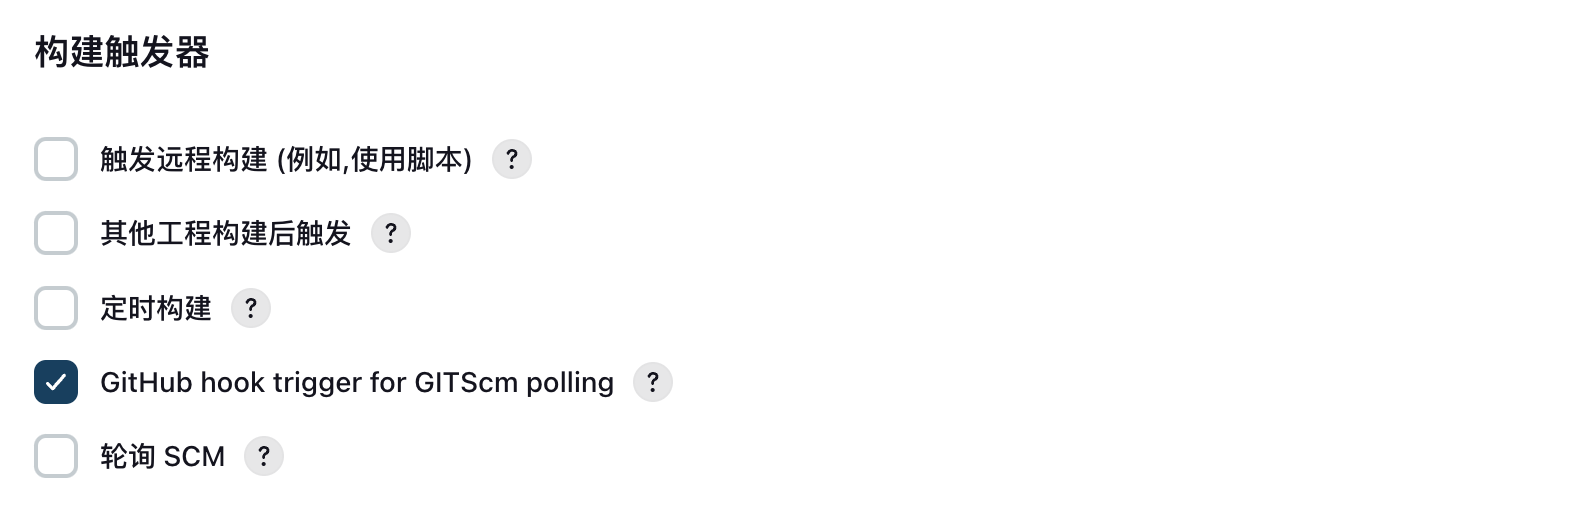 构建触发器
触发远程构建 (例如,使用脚本) ?
其他工程构建后触发 ?
定时构建 ?
GitHub hook trigger for GITScm polling ?
轮询 SCM ?